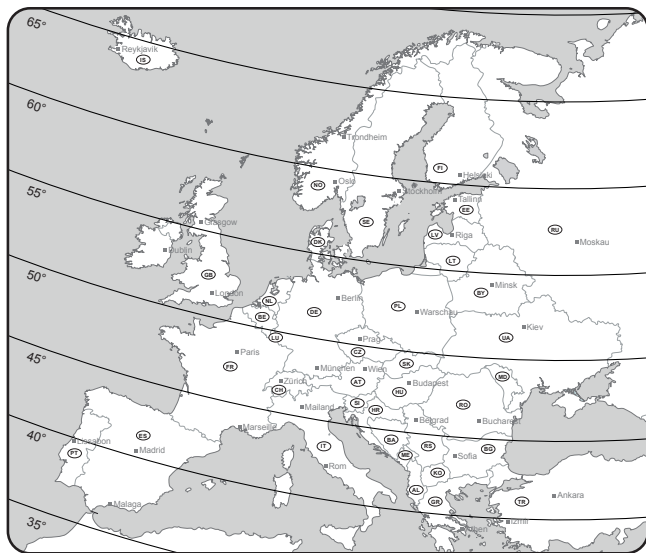 65°
Reykjavik
IS
60°
Trondheim
FI
Helsinki
NO
Oslo
Stockholm
Tallinn
EE
55°
Glasgow
SE
RU
LV
Riga
Moskau
DK
Dublin
LT
50°
GB
London
NL
Berlin
Minsk
BY
BE
DE
PL
Warschau
Kiev
LU
Prag
UA
45°
Paris
CZ
FR
SK
München
Wien
MD
Zürich
AT
Budapest
CH
HU
SI
RO
Mailand
HR
40°
Marseille
Belgrad
Bucharest
ES
Lissabon
BA
IT
RS
BG
Madrid
PT
ME
Sofia
Rom
KO
35°
AL
Ankara
Malaga
GR
TR
Izmir
Athen